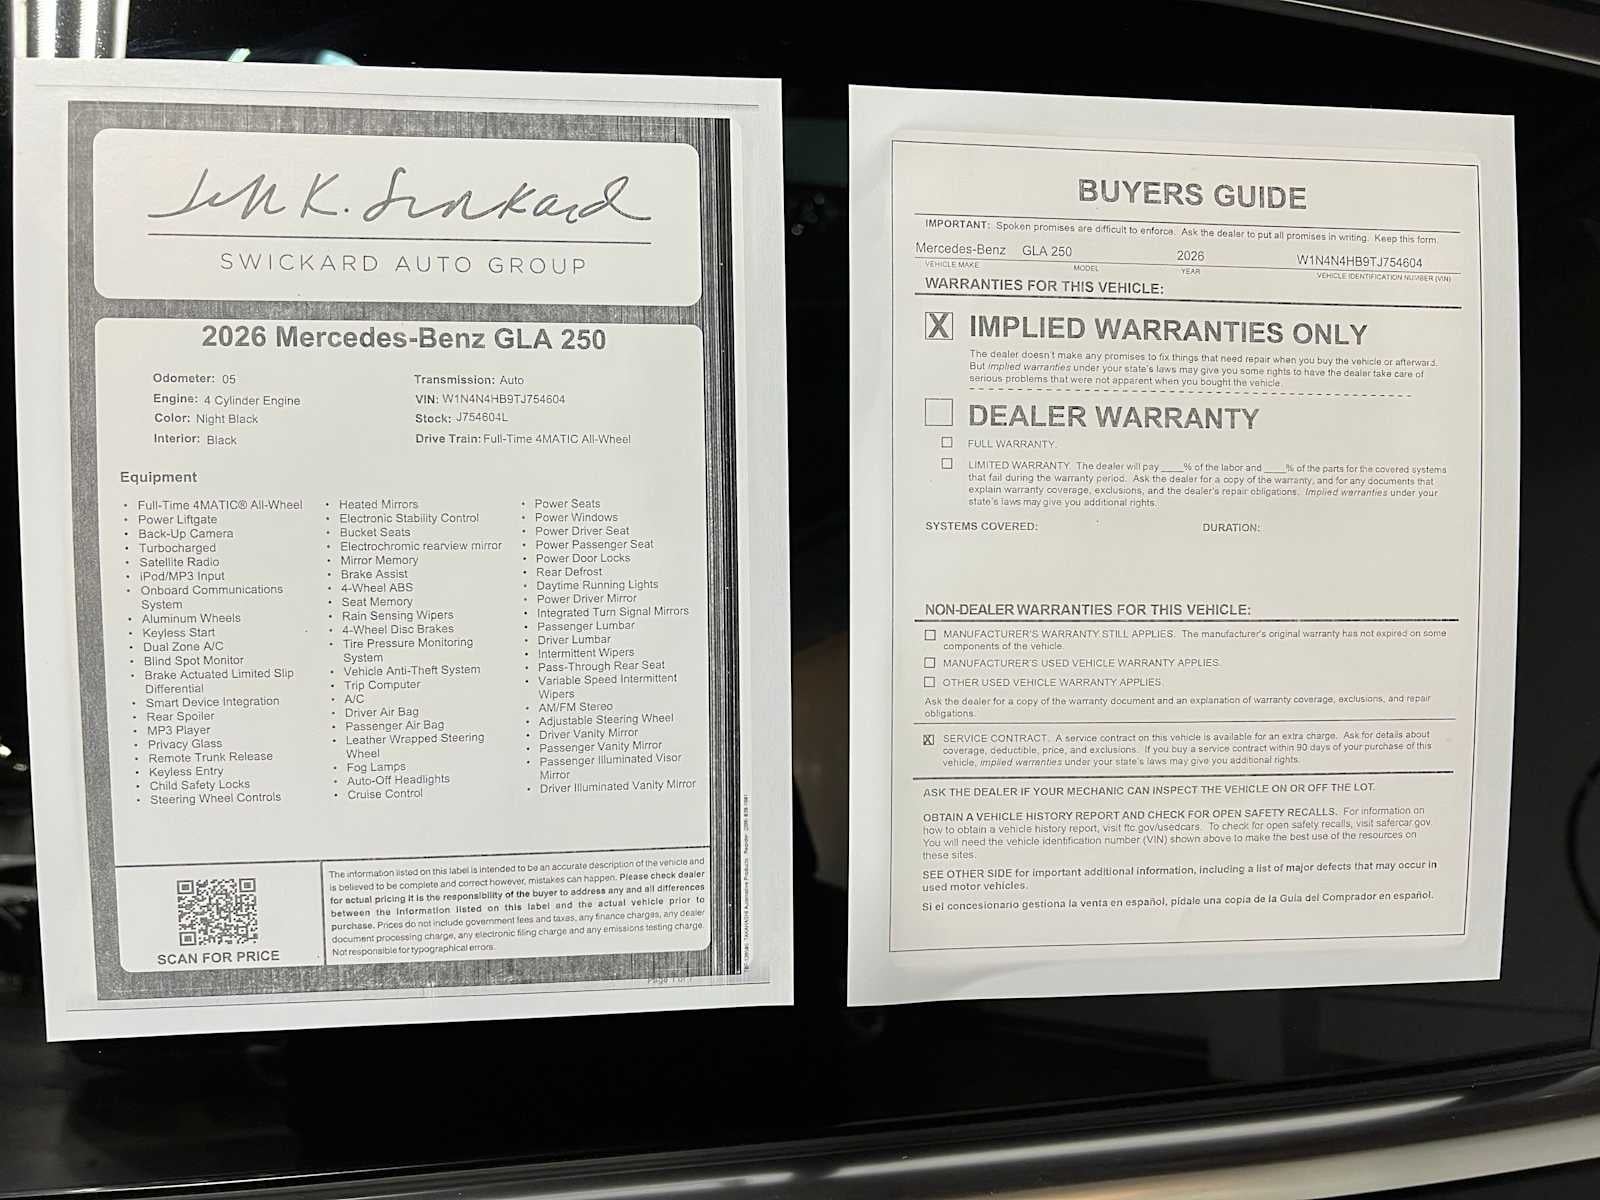 Jeff K. Swickard
SWICKARD AUTO GROUP
2026 Mercedes-Benz GLA 250
Odometer: 05
Engine: 4 Cylinder Engine
Color: Night Black
Interior: Black
Transmission: Auto
VIN: W1N4N4HB9TJ754604
Stock: J754604L
Drive Train: Full-Time 4MATIC All-Wheel
Equipment
• Full-Time 4MATIC® All-Wheel
• Power Liftgate
• Back-Up Camera
• Turbocharged
• Satellite Radio
• iPod/MP3 Input
• Onboard Communications
System
• Aluminum Wheels
• Keyless Start
• Dual Zone A/C
• Blind Spot Monitor
• Brake Actuated Limited Slip
Differential
• Smart Device Integration
• Rear Spoiler
• MP3 Player
• Privacy Glass
• Remote Trunk Release
• Keyless Entry
• Child Safety Locks
• Steering Wheel Controls
• Heated Mirrors
• Electronic Stability Control
• Bucket Seats
• Electrochromic rearview mirror
• Mirror Memory
• Brake Assist
• 4-Wheel ABS
• Seat Memory
• Rain Sensing Wipers
• 4-Wheel Disc Brakes
• Tire Pressure Monitoring
System
• Vehicle Anti-Theft System
• Trip Computer
• A/C
• Driver Air Bag
• Passenger Air Bag
• Leather Wrapped Steering
Wheel
• Fog Lamps
• Auto-Off Headlights
• Cruise Control
• Power Seats
• Power Windows
• Power Driver Seat
• Power Passenger Seat
• Power Door Locks
• Rear Defrost
• Daytime Running Lights
• Power Driver Mirror
• Integrated Turn Signal Mirrors
• Passenger Lumbar
• Driver Lumbar
• Intermittent Wipers
• Pass-Through Rear Seat
• Variable Speed Intermittent
Wipers
• AM/FM Stereo
• Adjustable Steering Wheel
• Driver Vanity Mirror
• Passenger Vanity Mirror
• Passenger Illuminated Visor
Mirror
• Driver Illuminated Vanity Mirror
SCAN FOR PRICE
The information listed on this label is intended to be an accurate description of the vehicle and
is believed to be complete and correct however, mistakes can happen. Please check dealer
for actual pricing It is the responsibility of the buyer to address any and all differences
between the information listed on this label and the actual vehicle prior to
purchase. Prices do not include government fees and taxes, any finance charges, any dealer
document processing charge, any electronic filing charge and any emissions testing charge.
Not responsible for typographical errors.
Page 1 of 1
BUYERS GUIDE
IMPORTANT: Spoken promises are difficult to enforce. Ask the dealer to put all promises in writing. Keep this form.
Mercedes-Benz GLA 250 2026 W1N4N4HB9TJ754604
VEHICLE MAKE MODEL YEAR VEHICLE IDENTIFICATION NUMBER (VIN)
WARRANTIES FOR THIS VEHICLE:
X IMPLIED WARRANTIES ONLY
The dealer doesn't make any promises to fix things that need repair when you buy the vehicle or afterward.
But implied warranties under your state's laws may give you some rights to have the dealer take care of
serious problems that were not apparent when you bought the vehicle.
DEALER WARRANTY
FULL WARRANTY.
LIMITED WARRANTY. The dealer will pay ____% of the labor and ____% of the parts for the covered systems
that fail during the warranty period. Ask the dealer for a copy of the warranty, and for any documents that
explain warranty coverage, exclusions, and the dealer's repair obligations. Implied warranties under your
state's laws may give you additional rights.
SYSTEMS COVERED: DURATION:
NON-DEALER WARRANTIES FOR THIS VEHICLE:
MANUFACTURER'S WARRANTY STILL APPLIES. The manufacturer's original warranty has not expired on some
components of the vehicle.
MANUFACTURER'S USED VEHICLE WARRANTY APPLIES.
OTHER USED VEHICLE WARRANTY APPLIES.
Ask the dealer for a copy of the warranty document and an explanation of warranty coverage, exclusions, and repair
obligations.
X SERVICE CONTRACT. A service contract on this vehicle is available for an extra charge. Ask for details about
coverage, deductible, price, and exclusions. If you buy a service contract within 90 days of your purchase of this
vehicle, implied warranties under your state's laws may give you additional rights.
ASK THE DEALER IF YOUR MECHANIC CAN INSPECT THE VEHICLE ON OR OFF THE LOT.
OBTAIN A VEHICLE HISTORY REPORT AND CHECK FOR OPEN SAFETY RECALLS. For information on
how to obtain a vehicle history report, visit ftc.gov/usedcars. To check for open safety recalls, visit safercar.gov.
You will need the vehicle identification number (VIN) shown above to make the best use of the resources on
these sites.
SEE OTHER SIDE for important additional information, including a list of major defects that may occur in
used motor vehicles.
Si el concesionario gestiona la venta en español, pídale una copia de la Guía del Comprador en español.